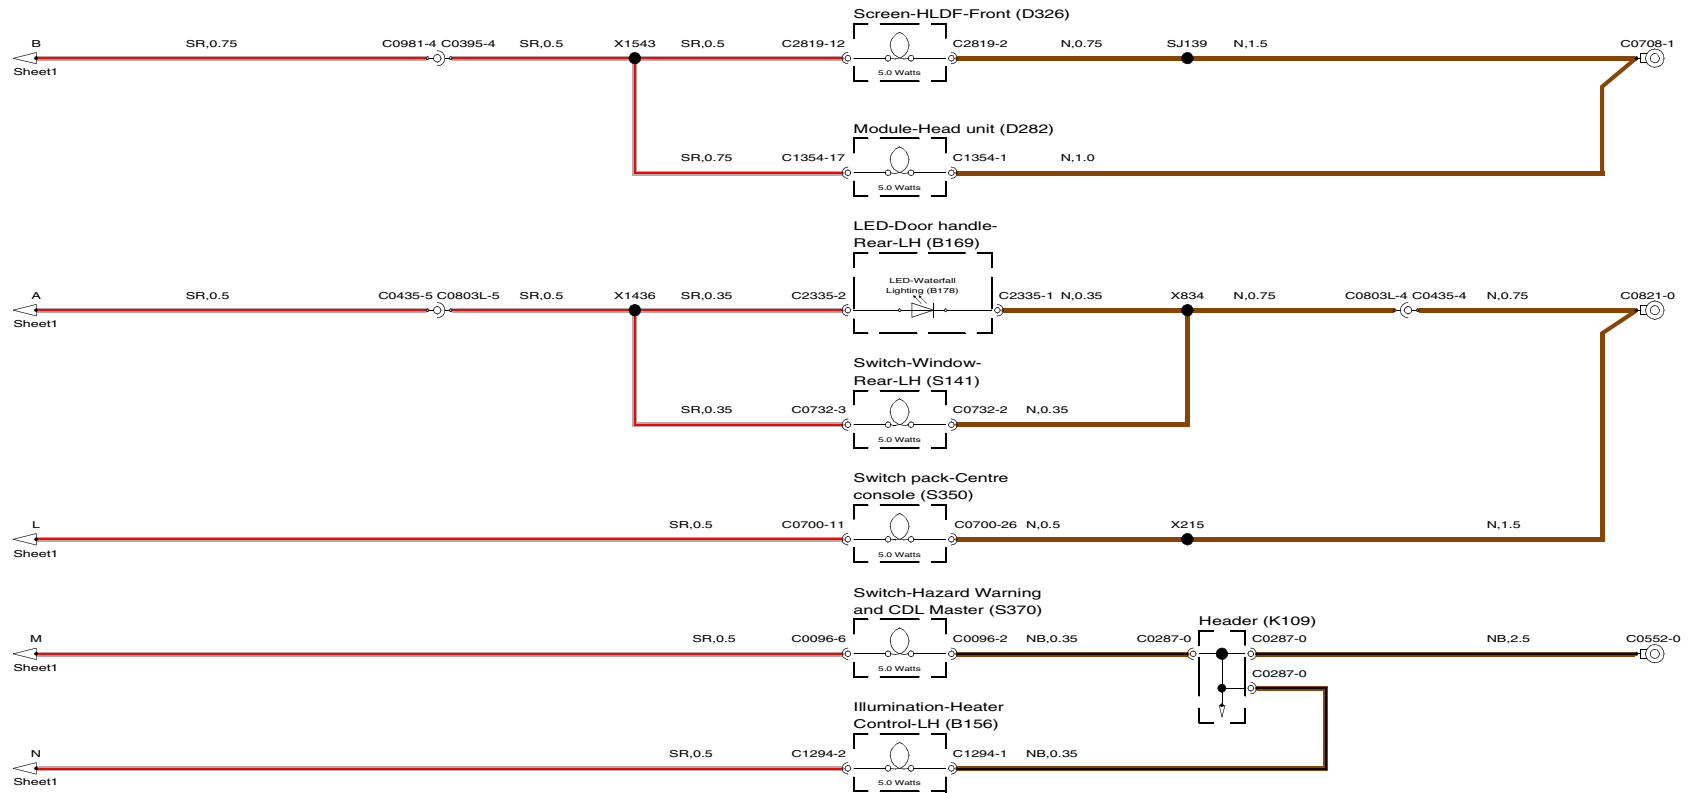 Screen-HLDF-Front (D326)
B SR,0.75 C0981-4 C0395-4 SR,0.5 X1543 SR,0.5 C2819-12 C2819-2 N,0.75 SJ139 N,1.5 C0708-1
Sheet1 5.0 Watts
Module-Head unit (D282)
SR,0.75 C1354-17 C1354-1 N,1.0
5.0 Watts
LED-Door handle-
Rear-LH (B169)
LED-Waterfall
Lighting (B178)
A SR,0.5 C0435-5 C0803L-5 SR,0.5 X1436 SR,0.35 C2335-2 C2335-1 N,0.35 X834 N,0.75 C0803L-4 C0435-4 N,0.75 C0821-0
Sheet1
Switch-Window-
Rear-LH (S141)
SR,0.35 C0732-3 C0732-2 N,0.35
5.0 Watts
Switch pack-Centre
console (S350)
L SR,0.5 C0700-11 C0700-26 N,0.5 X215 N,1.5
Sheet1 5.0 Watts
Switch-Hazard Warning
and CDL Master (S370)
Header (K109)
M SR,0.5 C0096-6 C0096-2 NB,0.35 C0287-0 C0287-0 NB,2.5 C0552-0
Sheet1 5.0 Watts
C0287-0
Illumination-Heater
Control-LH (B156)
N SR,0.5 C1294-2 C1294-1 NB,0.35
Sheet1 5.0 Watts